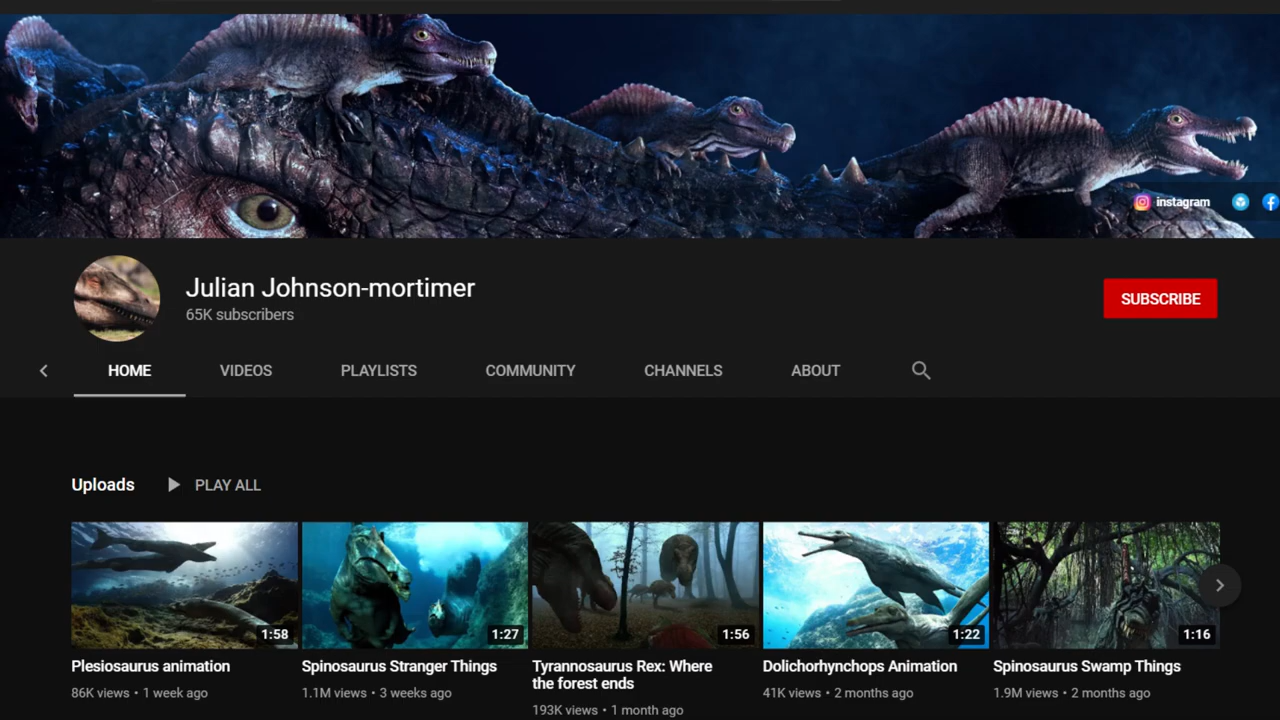 instagram
Julian Johnson-mortimer
65K subscribers
SUBSCRIBE
HOME
VIDEOS
PLAYLISTS
COMMUNITY
CHANNELS
ABOUT
Uploads
PLAY ALL
1:58
1:27
1:56
1:22
1:16
Plesiosaurus animation
86K views • 1 week ago
Spinosaurus Stranger Things
1.1M views • 3 weeks ago
Tyrannosaurus Rex: Where
the forest ends
193K views • 1 month ago
Dolichorhynchops Animation
41K views • 2 months ago
Spinosaurus Swamp Things
1.9M views • 2 months ago